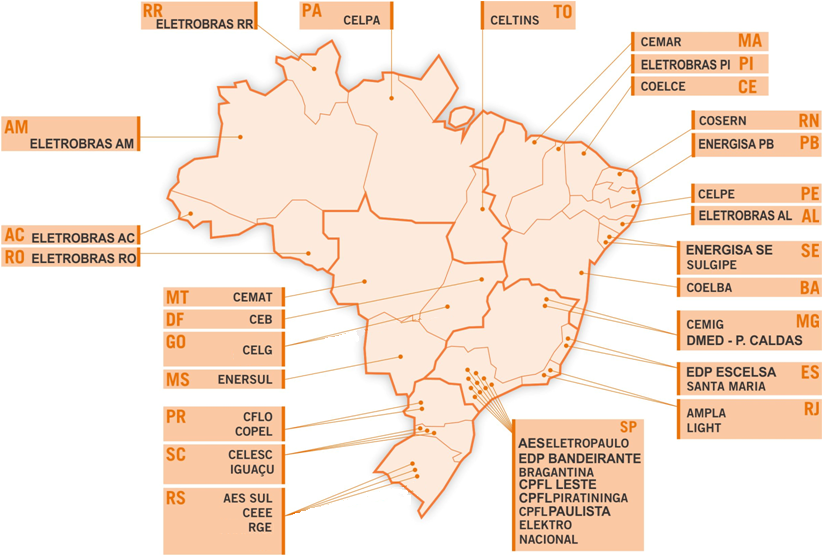 RR
ELETROBRAS RR
PA
CELPA
TO
CELTINS
CEMAR MA
ELETROBRAS PI PI
COELCE CE
AM
ELETROBRAS AM
COSERN RN
ENERGISA PB PB
CELPE PE
ELETROBRAS AL AL
AC ELETROBRAS AC
RO ELETROBRAS RO
ENERGISA SE SE
SULGIPE
COELBA BA
MT CEMAT
DF CEB
GO
CELG
MS ENERSUL
CEMIG MG
DMED - P. CALDAS
EDP ESCELSA ES
SANTA MARIA
AMPLA RJ
LIGHT
PR CFLO
COPEL
SC CELESC
IGUAÇU
RS AES SUL
CEEE
RGE
SP
AESELETROPAULO
EDP BANDEIRANTE
BRAGANTINA
CPFL LESTE
CPFLPIRATININGA
CPFLPAULISTA
ELEKTRO
NACIONAL